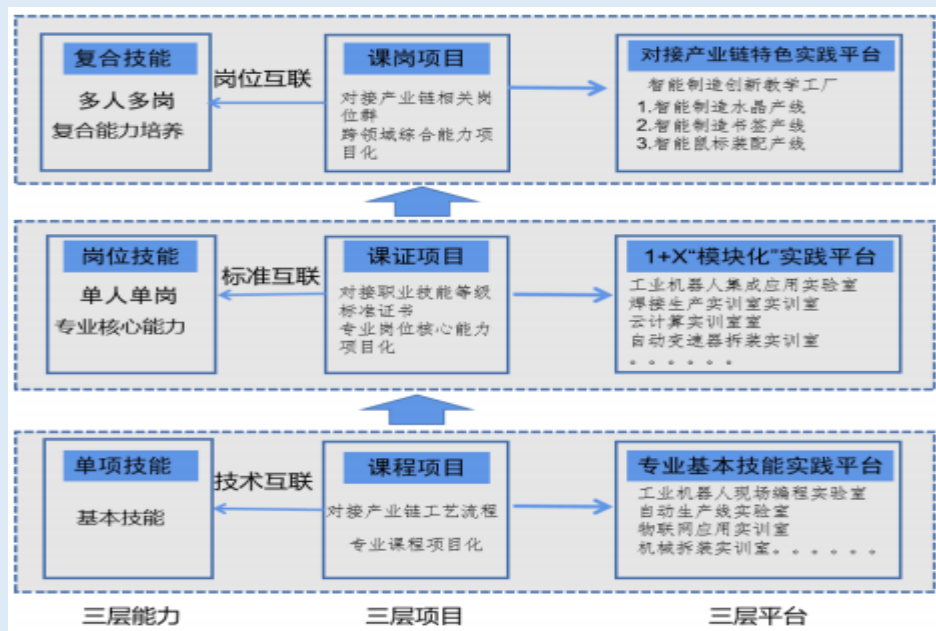 复合技能
多人多岗
复合能力培养
岗位互联
课岗项目
对接产业链相关岗
位群
跨领域综合能力项
目化
对接产业链特色实践平台
智能制造创新教学工厂
1.智能制造水晶产线
2.智能制造书签产线
3.智能鼠标装配产线
岗位技能
单人单岗
专业核心能力
标准互联
课证项目
对接职业技能等级
标准证书
专业岗位核心能力
项目化
1+X“模块化”实践平台
工业机器人集成应用实验室
焊接生产实训室实训室
云计算实训室室
自动变速器拆装实训室
。。。。。。
单项技能
基本技能
技术互联
课程项目
对接产业链工艺流程
专业课程项目化
专业基本技能实践平台
工业机器人现场编程实验室
自动生产线实验室
物联网应用实训室
机械拆装实训室。。。。。。
三层能力
三层项目
三层平台